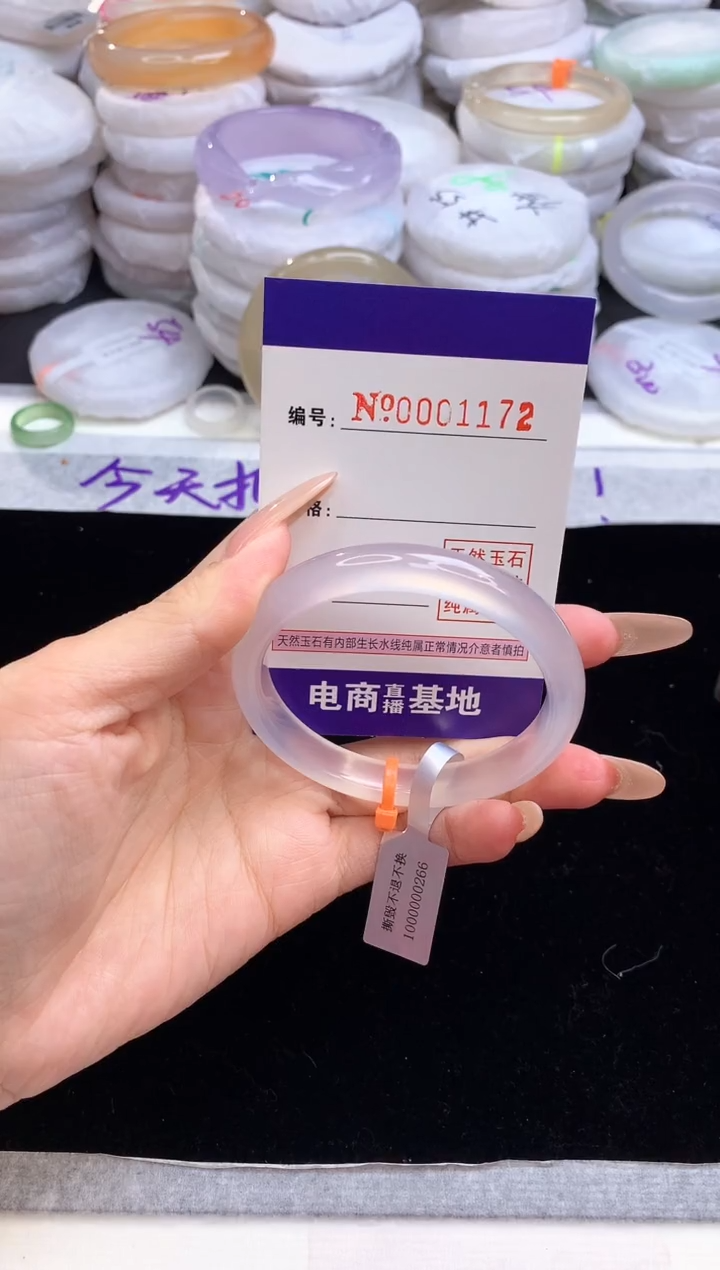 今天拍
编号: №0001172
格:
天然玉石
纯属
天然玉石有内部生长水线纯属正常情况介意者慎拍
电商直播基地
撕毁不退不换
1000000266